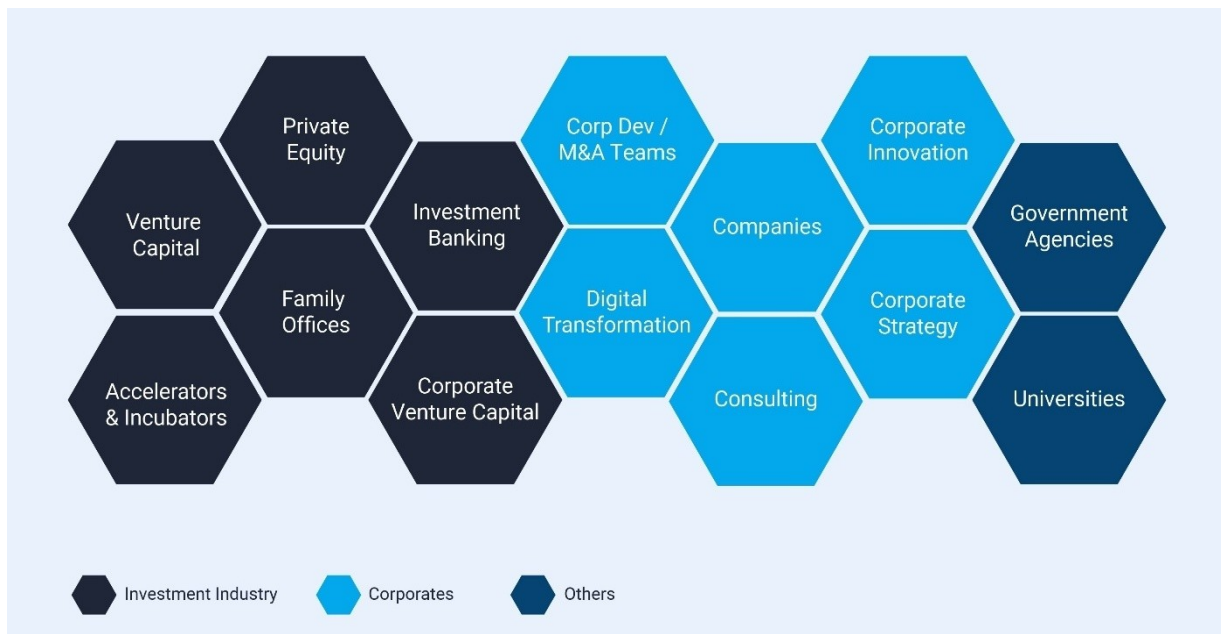 Private
Equity
Corp Dev /
M&A Teams
Corporate
Innovation
Venture
Capital
Investment
Banking
Companies
Government
Agencies
Family
Offices
Digital
Transformation
Corporate
Strategy
Accelerators
& Incubators
Corporate
Venture Capital
Consulting
Universities
Investment Industry
Corporates
Others